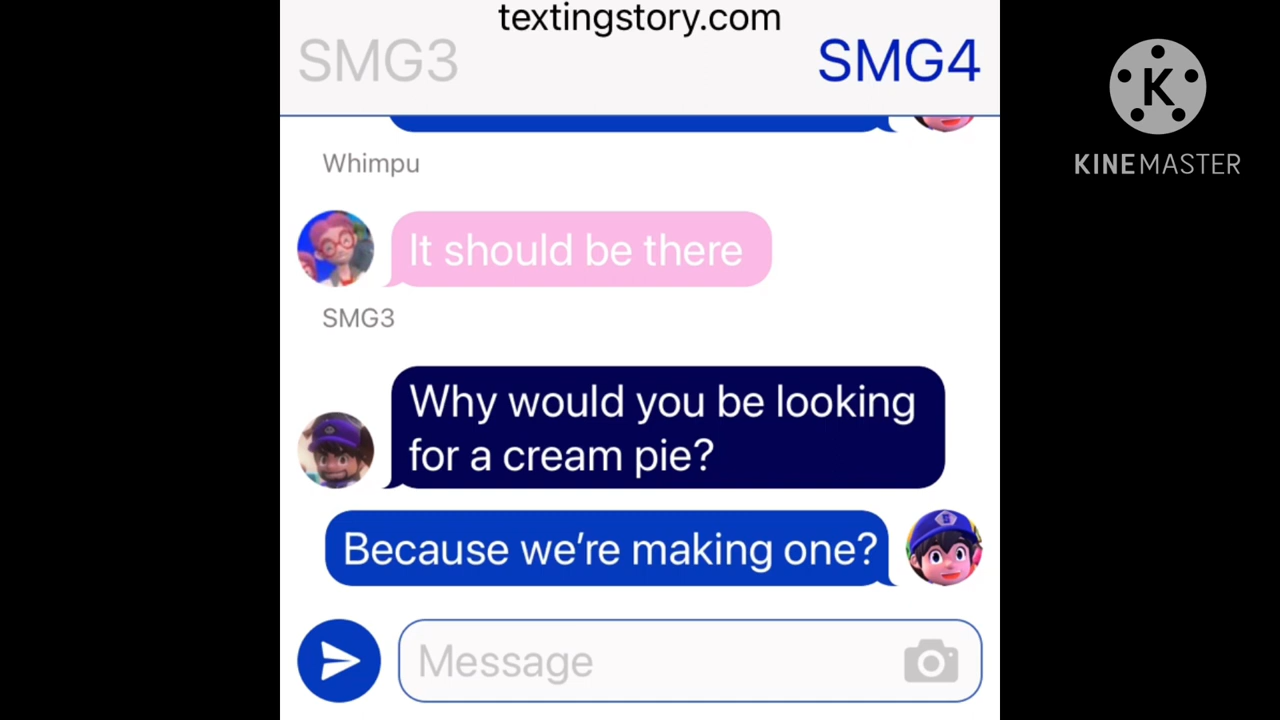 textingstory.com
SMG3
SMG4
K
KINEMASTER
Whimpu
It should be there
SMG3
Why would you be looking
for a cream pie?
Because we're making one?
Message